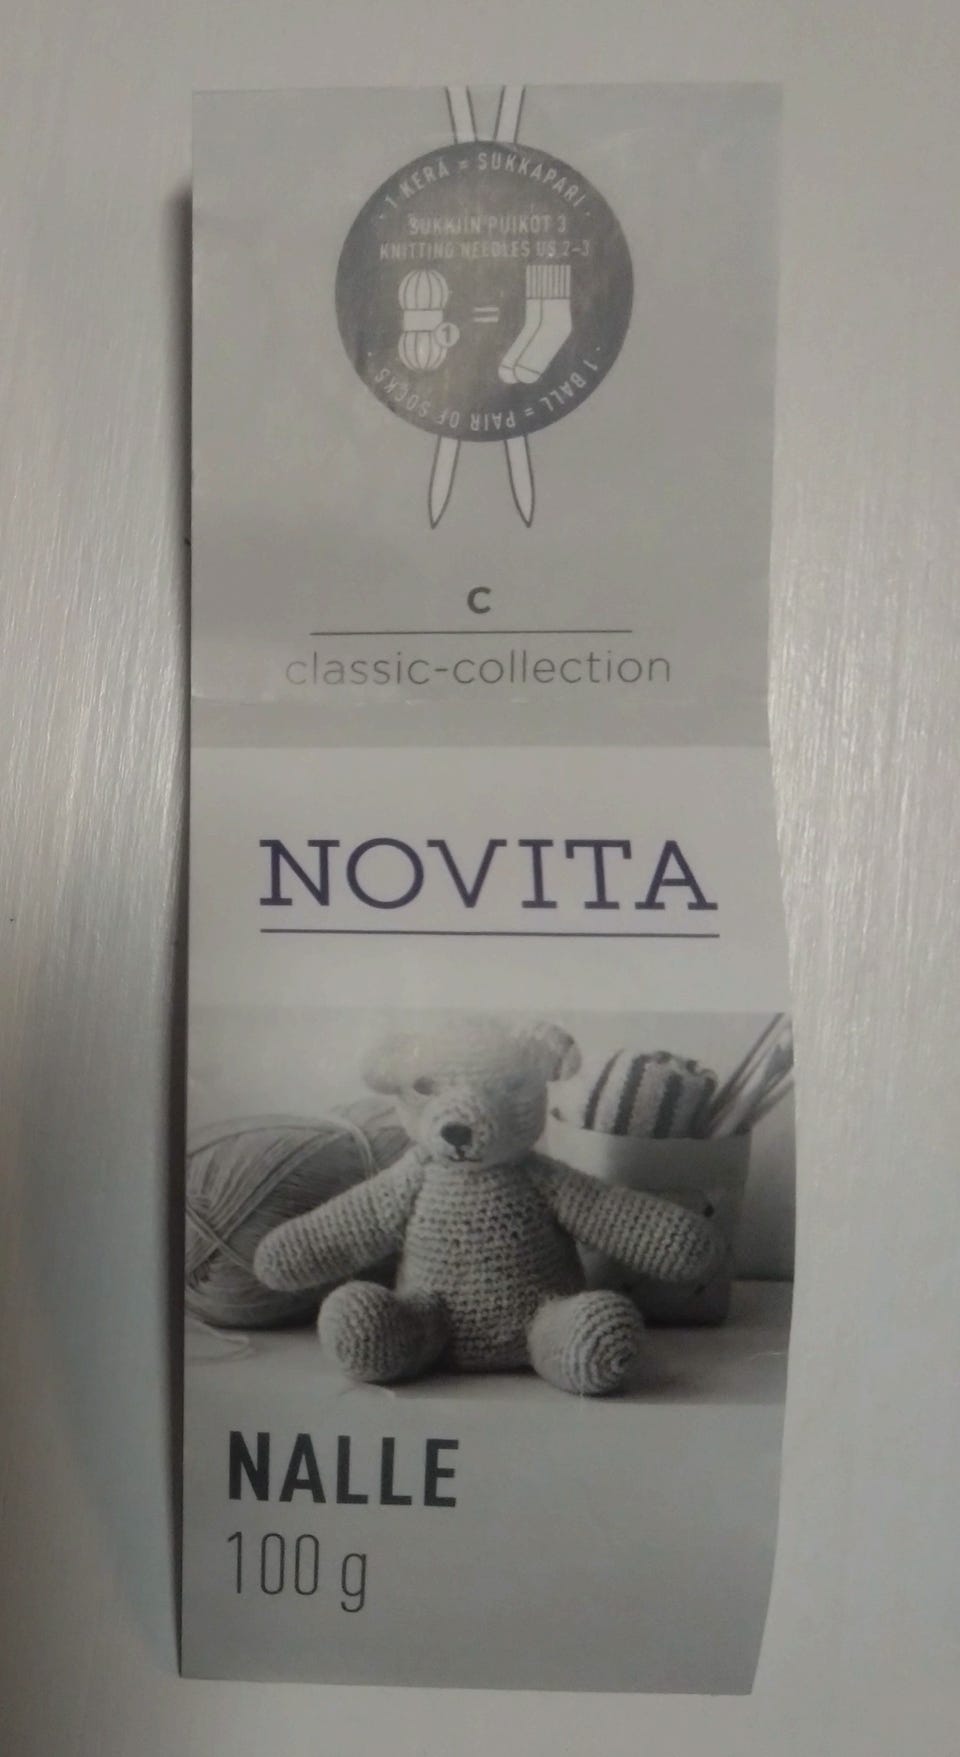 · 1 KERÄ = SUKKAPARI ·
SUKKIIN PUIKOT 3
KNITTING NEEDLES US 2–3
1
=
· 1 BALL = PAIR OF SOCKS ·
C
classic-collection
NOVITA
NALLE
100 g